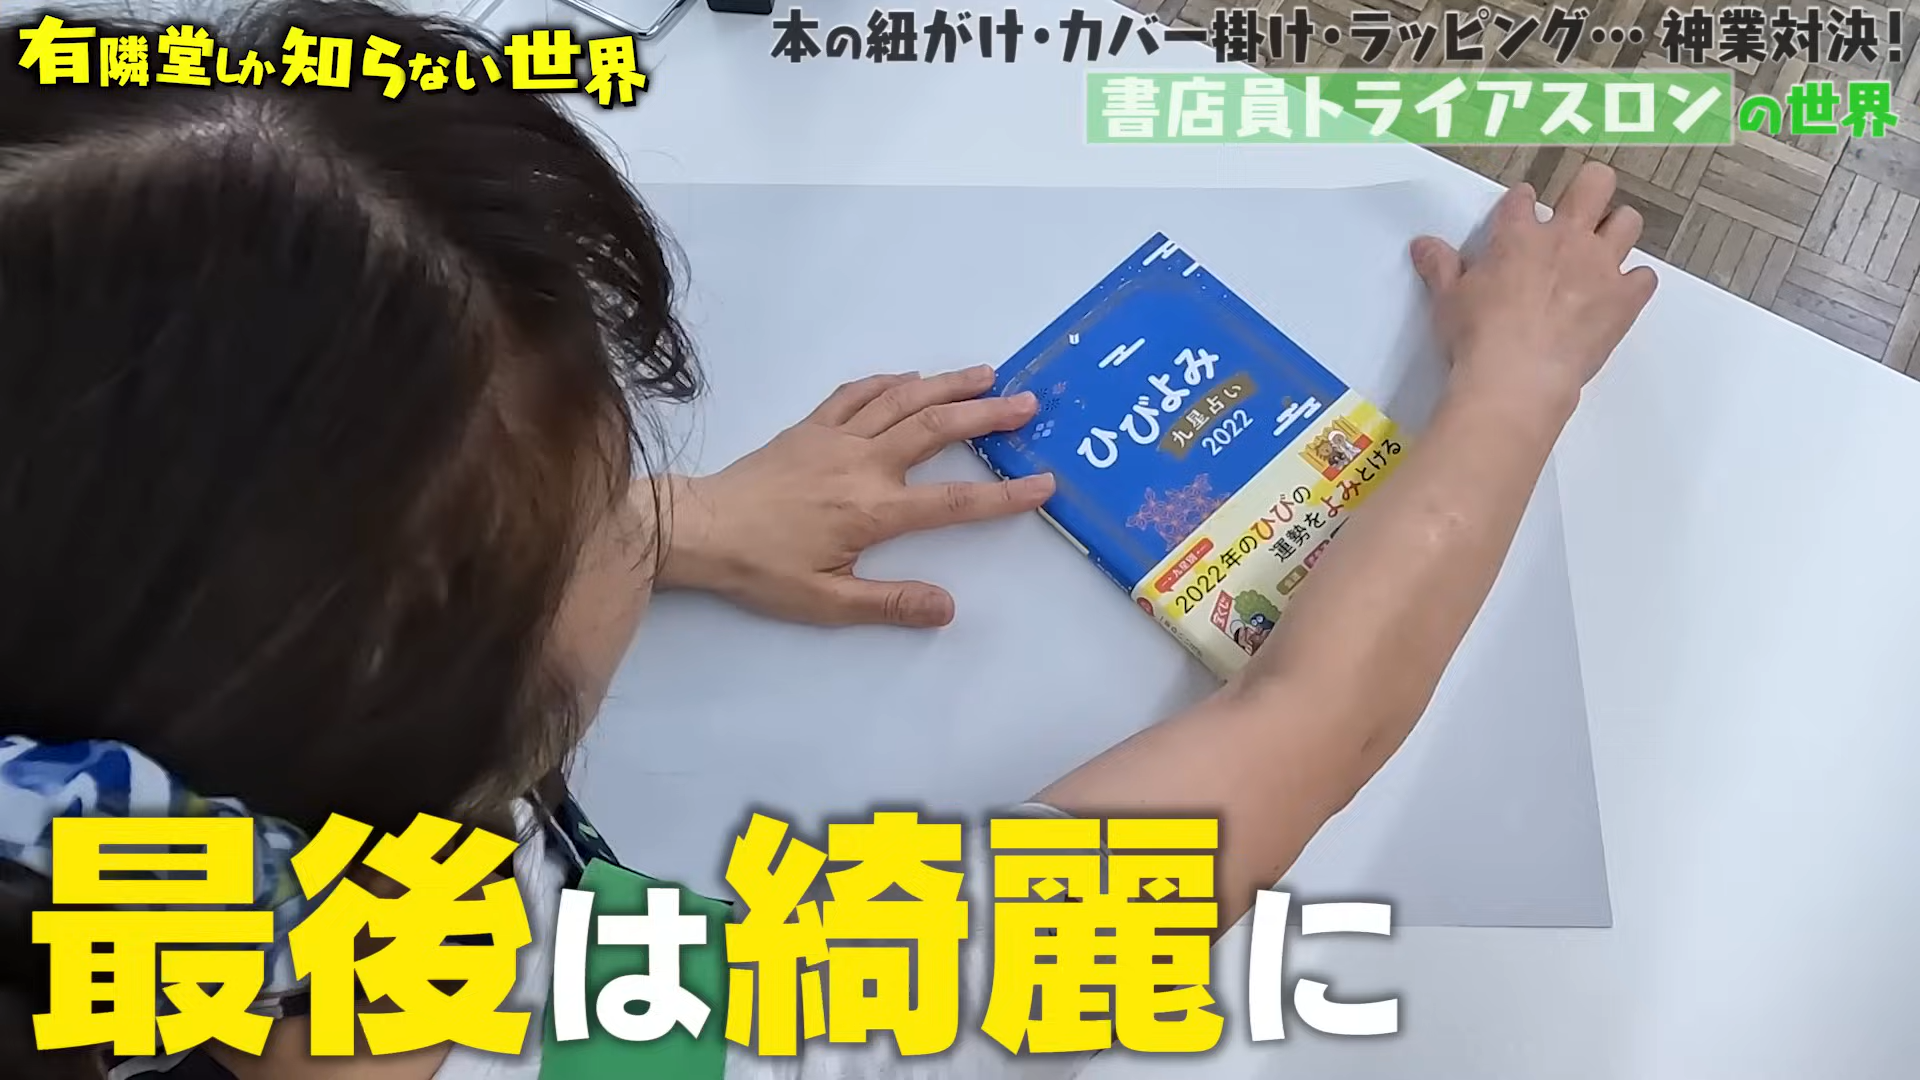 有隣堂しか知らない世界
本の紐がけ・カバー掛け・ラッピング… 神業対決!
書店員トライアスロンの世界
ひびよみ
九星占い
2022
2022年のひびの
運勢をよみとける
最後は綺麗に